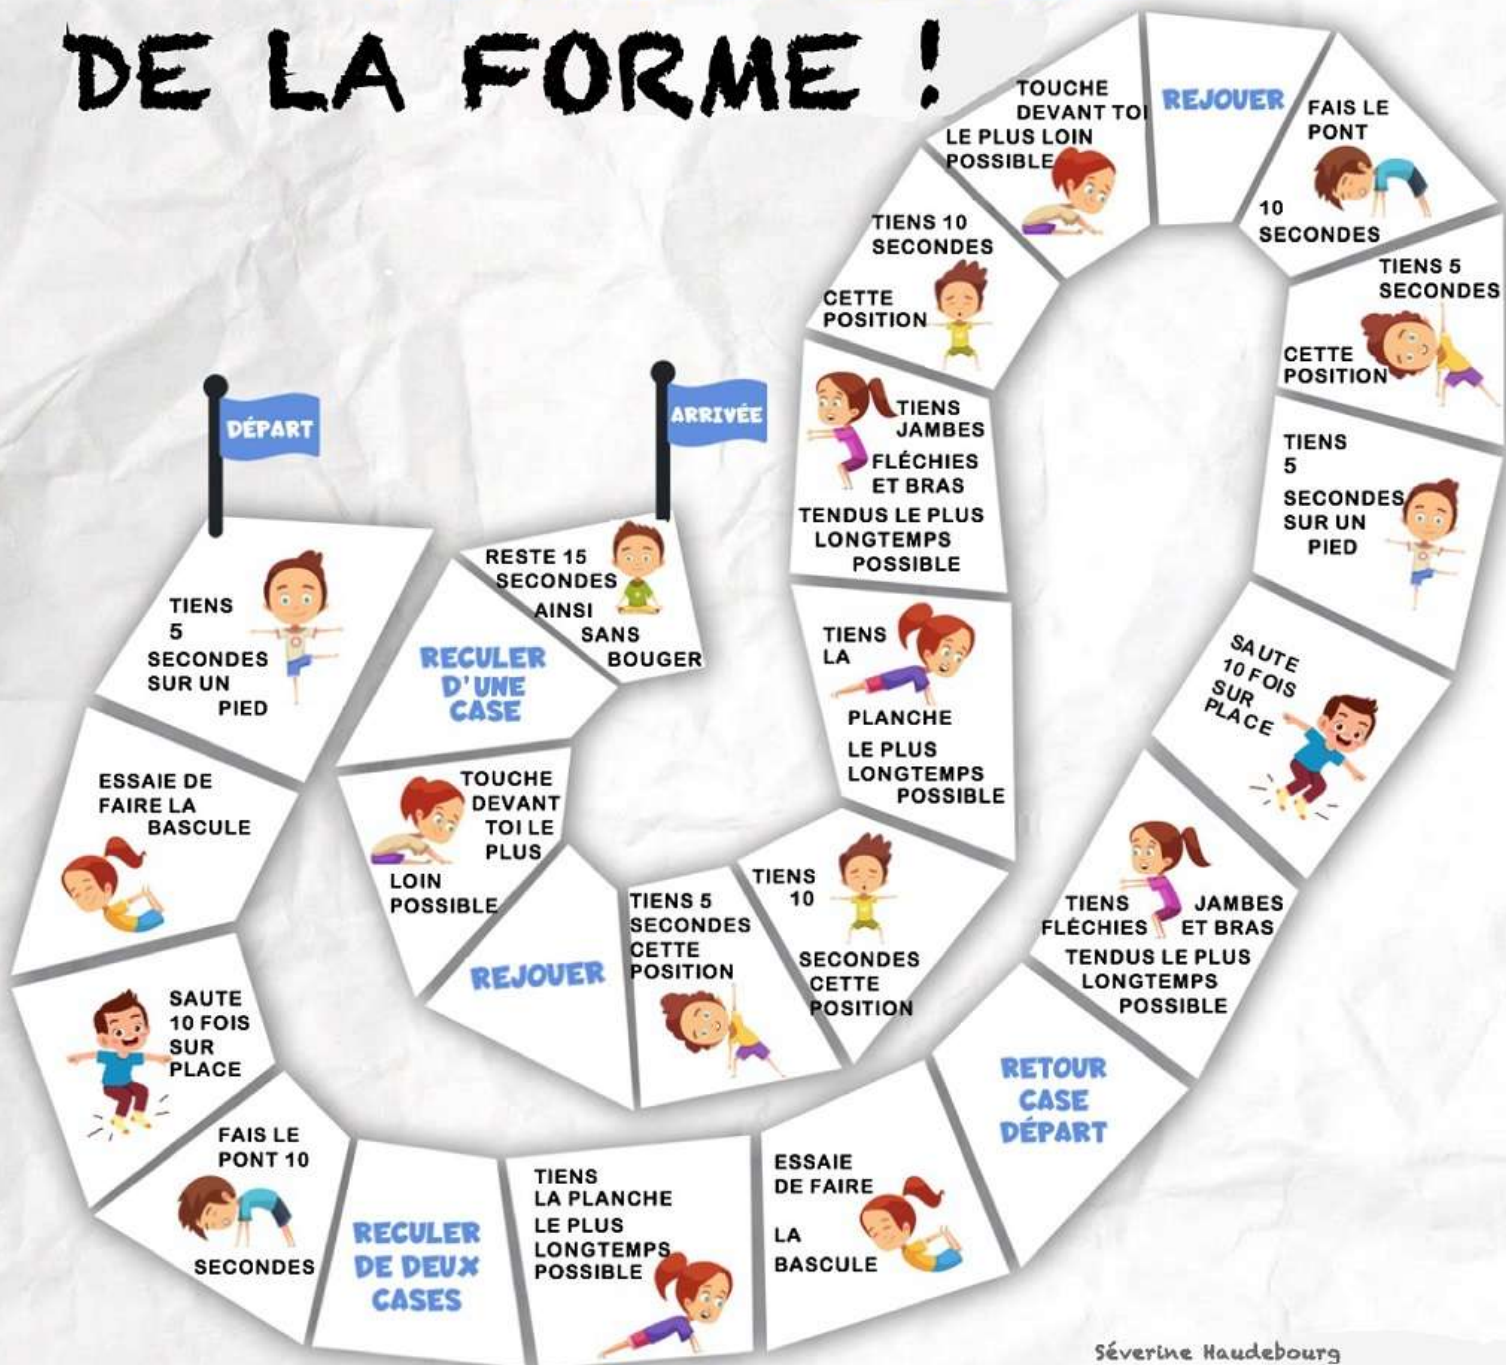 DE LA FORME !
DÉPART
TIENS
5
SECONDES
SUR UN
PIED
ESSAIE DE
FAIRE LA
BASCULE
SAUTE
10 FOIS
SUR
PLACE
FAIS LE
PONT 10
SECONDES
RECULER
DE DEUX
CASES
TIENS
LA PLANCHE
LE PLUS
LONGTEMPS
POSSIBLE
ESSAIE
DE FAIRE
LA
BASCULE
RETOUR
CASE
DÉPART
TIENS JAMBES
FLÉCHIES ET BRAS
TENDUS LE PLUS
LONGTEMPS
POSSIBLE
SAUTE
10 FOIS
SUR
PLACE
TIENS
5
SECONDES
SUR UN
PIED
TIENS 5
SECONDES
CETTE
POSITION
FAIS LE
PONT
10
SECONDES
REJOUER
TOUCHE
DEVANT TOI
LE PLUS LOIN
POSSIBLE
TIENS 10
SECONDES
CETTE
POSITION
TIENS
JAMBES
FLÉCHIES
ET BRAS
TENDUS LE PLUS
LONGTEMPS
POSSIBLE
TIENS
LA
PLANCHE
LE PLUS
LONGTEMPS
POSSIBLE
TIENS
10
SECONDES
CETTE
POSITION
TIENS 5
SECONDES
CETTE
POSITION
REJOUER
TOUCHE
DEVANT
TOI LE
PLUS
LOIN
POSSIBLE
RECULER
D'UNE
CASE
RESTE 15
SECONDES
AINSI
SANS
BOUGER
ARRIVÉE
Séverine Haudebourg